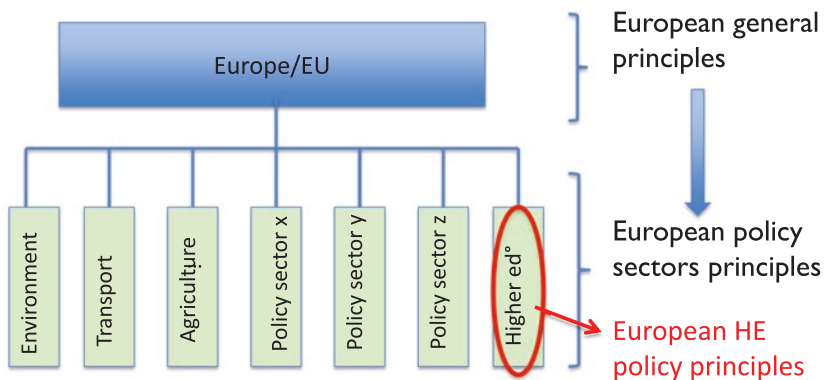 Europe/EU
European general
principles
Environment
Transport
Agriculture
Policy sector x
Policy sector y
Policy sector z
Higher ed°
European policy
sectors principles
European HE
policy principles